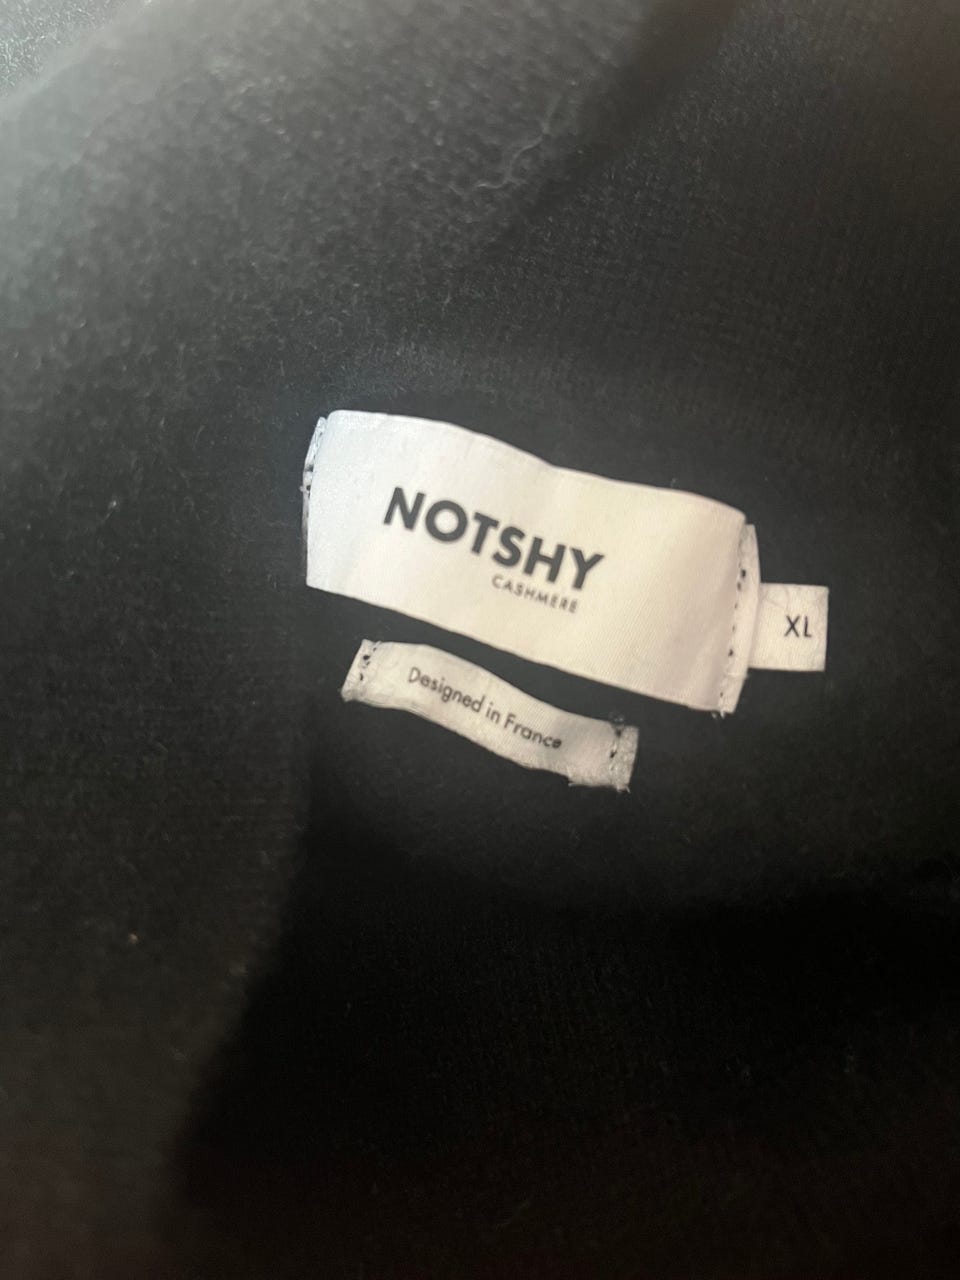 NOTSHY
CASHMERE
XL
Designed in France